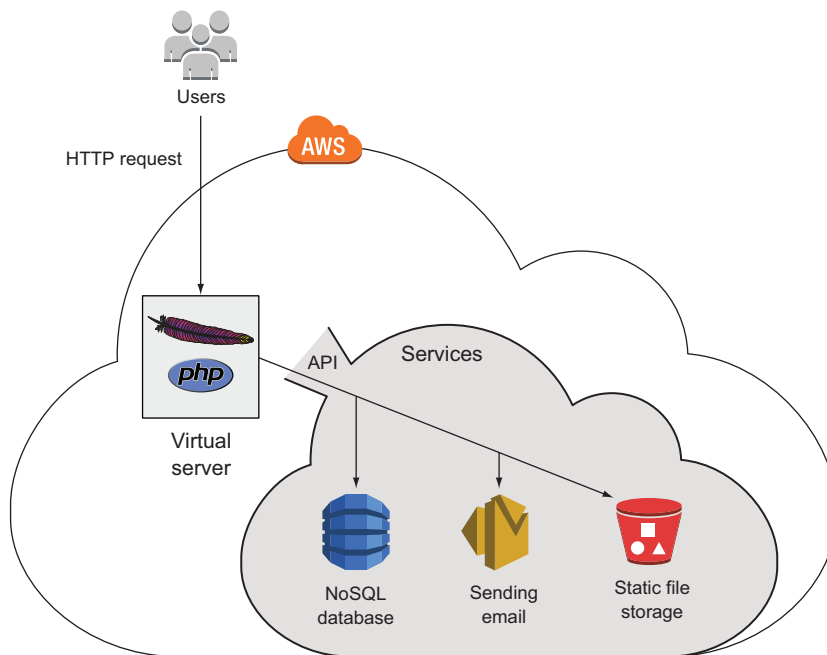 Users
AWS
HTTP request
php
API
Services
Virtual
server
NoSQL
database
Sending
email
Static file
storage